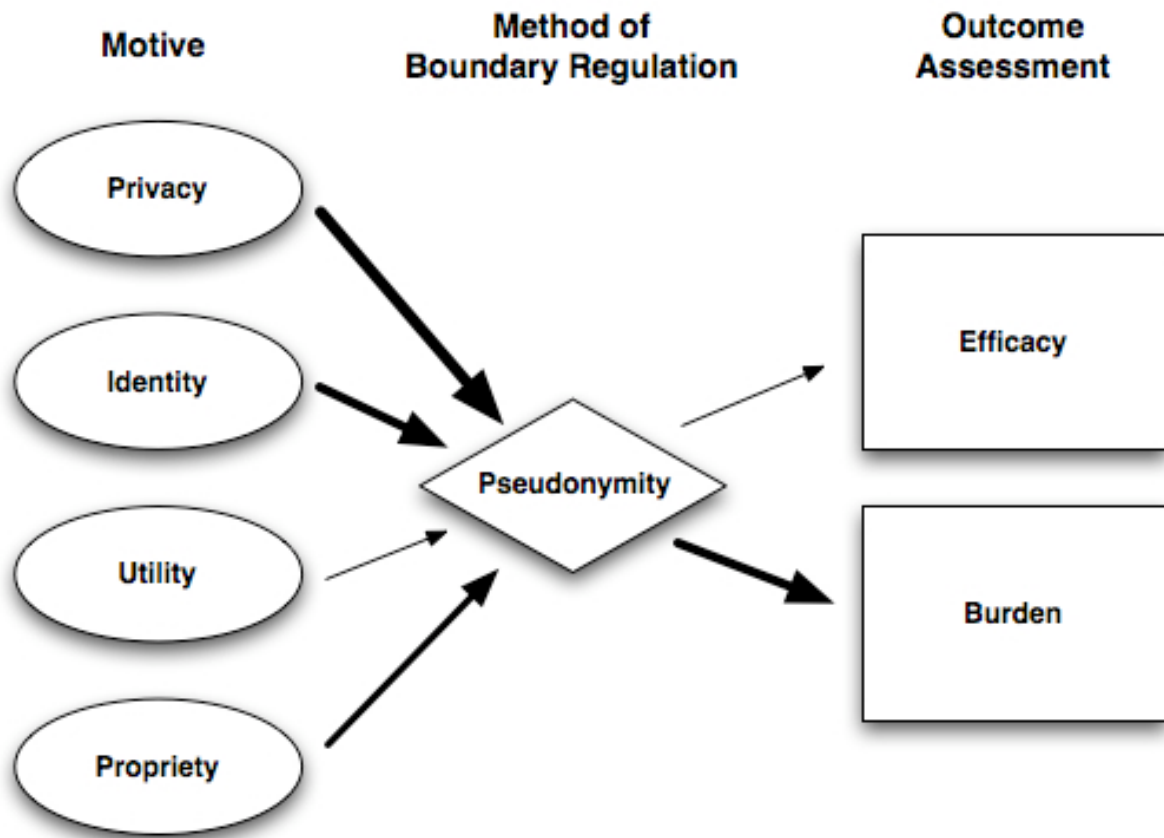 Motive
Method of
Boundary Regulation
Outcome
Assessment
Privacy
Identity
Utility
Propriety
Pseudonymity
Efficacy
Burden